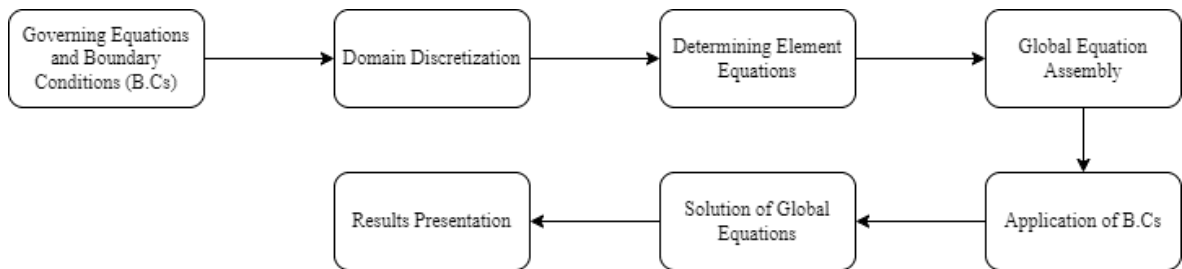 Governing Equations
and Boundary
Conditions (B.Cs)
Domain Discretization
Determining Element
Equations
Global Equation
Assembly
Application of B.Cs
Solution of Global
Equations
Results Presentation